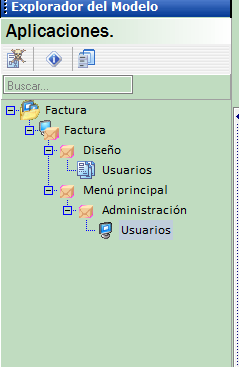 Explorador del Modelo
Aplicaciones.
Buscar...
Factura
Factura
Diseño
Usuarios
Menú principal
Administración
Usuarios